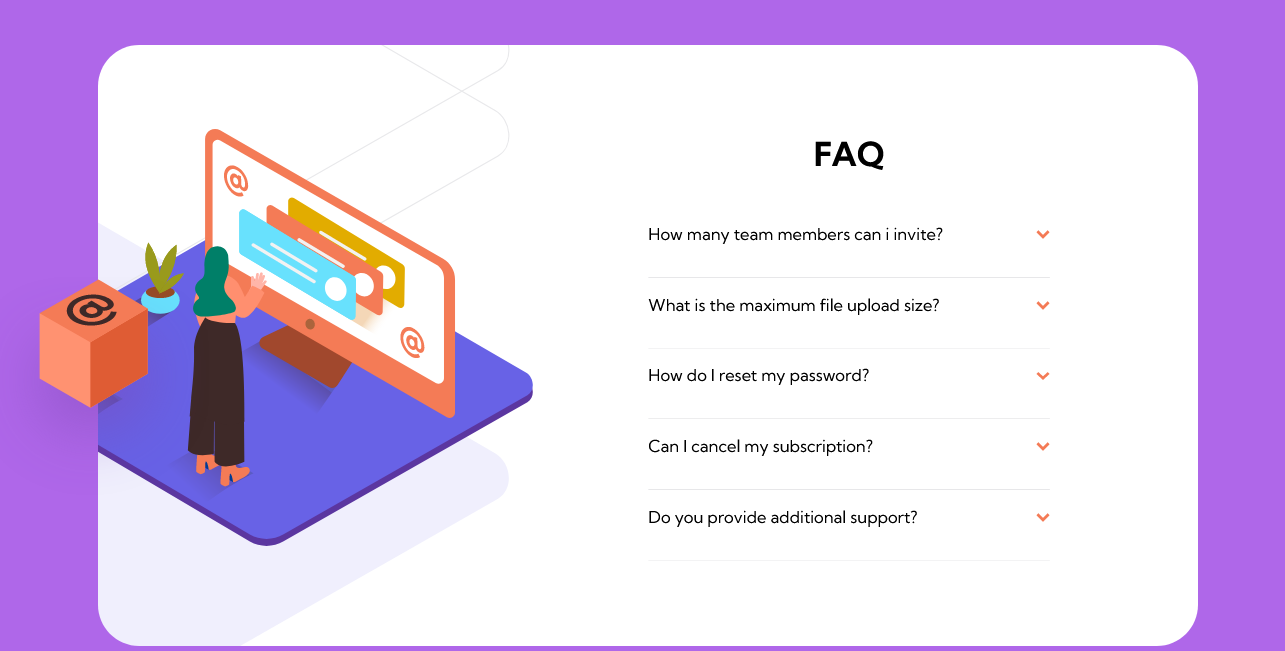 @
@
@
FAQ
How many team members can i invite?
What is the maximum file upload size?
How do I reset my password?
Can I cancel my subscription?
Do you provide additional support?